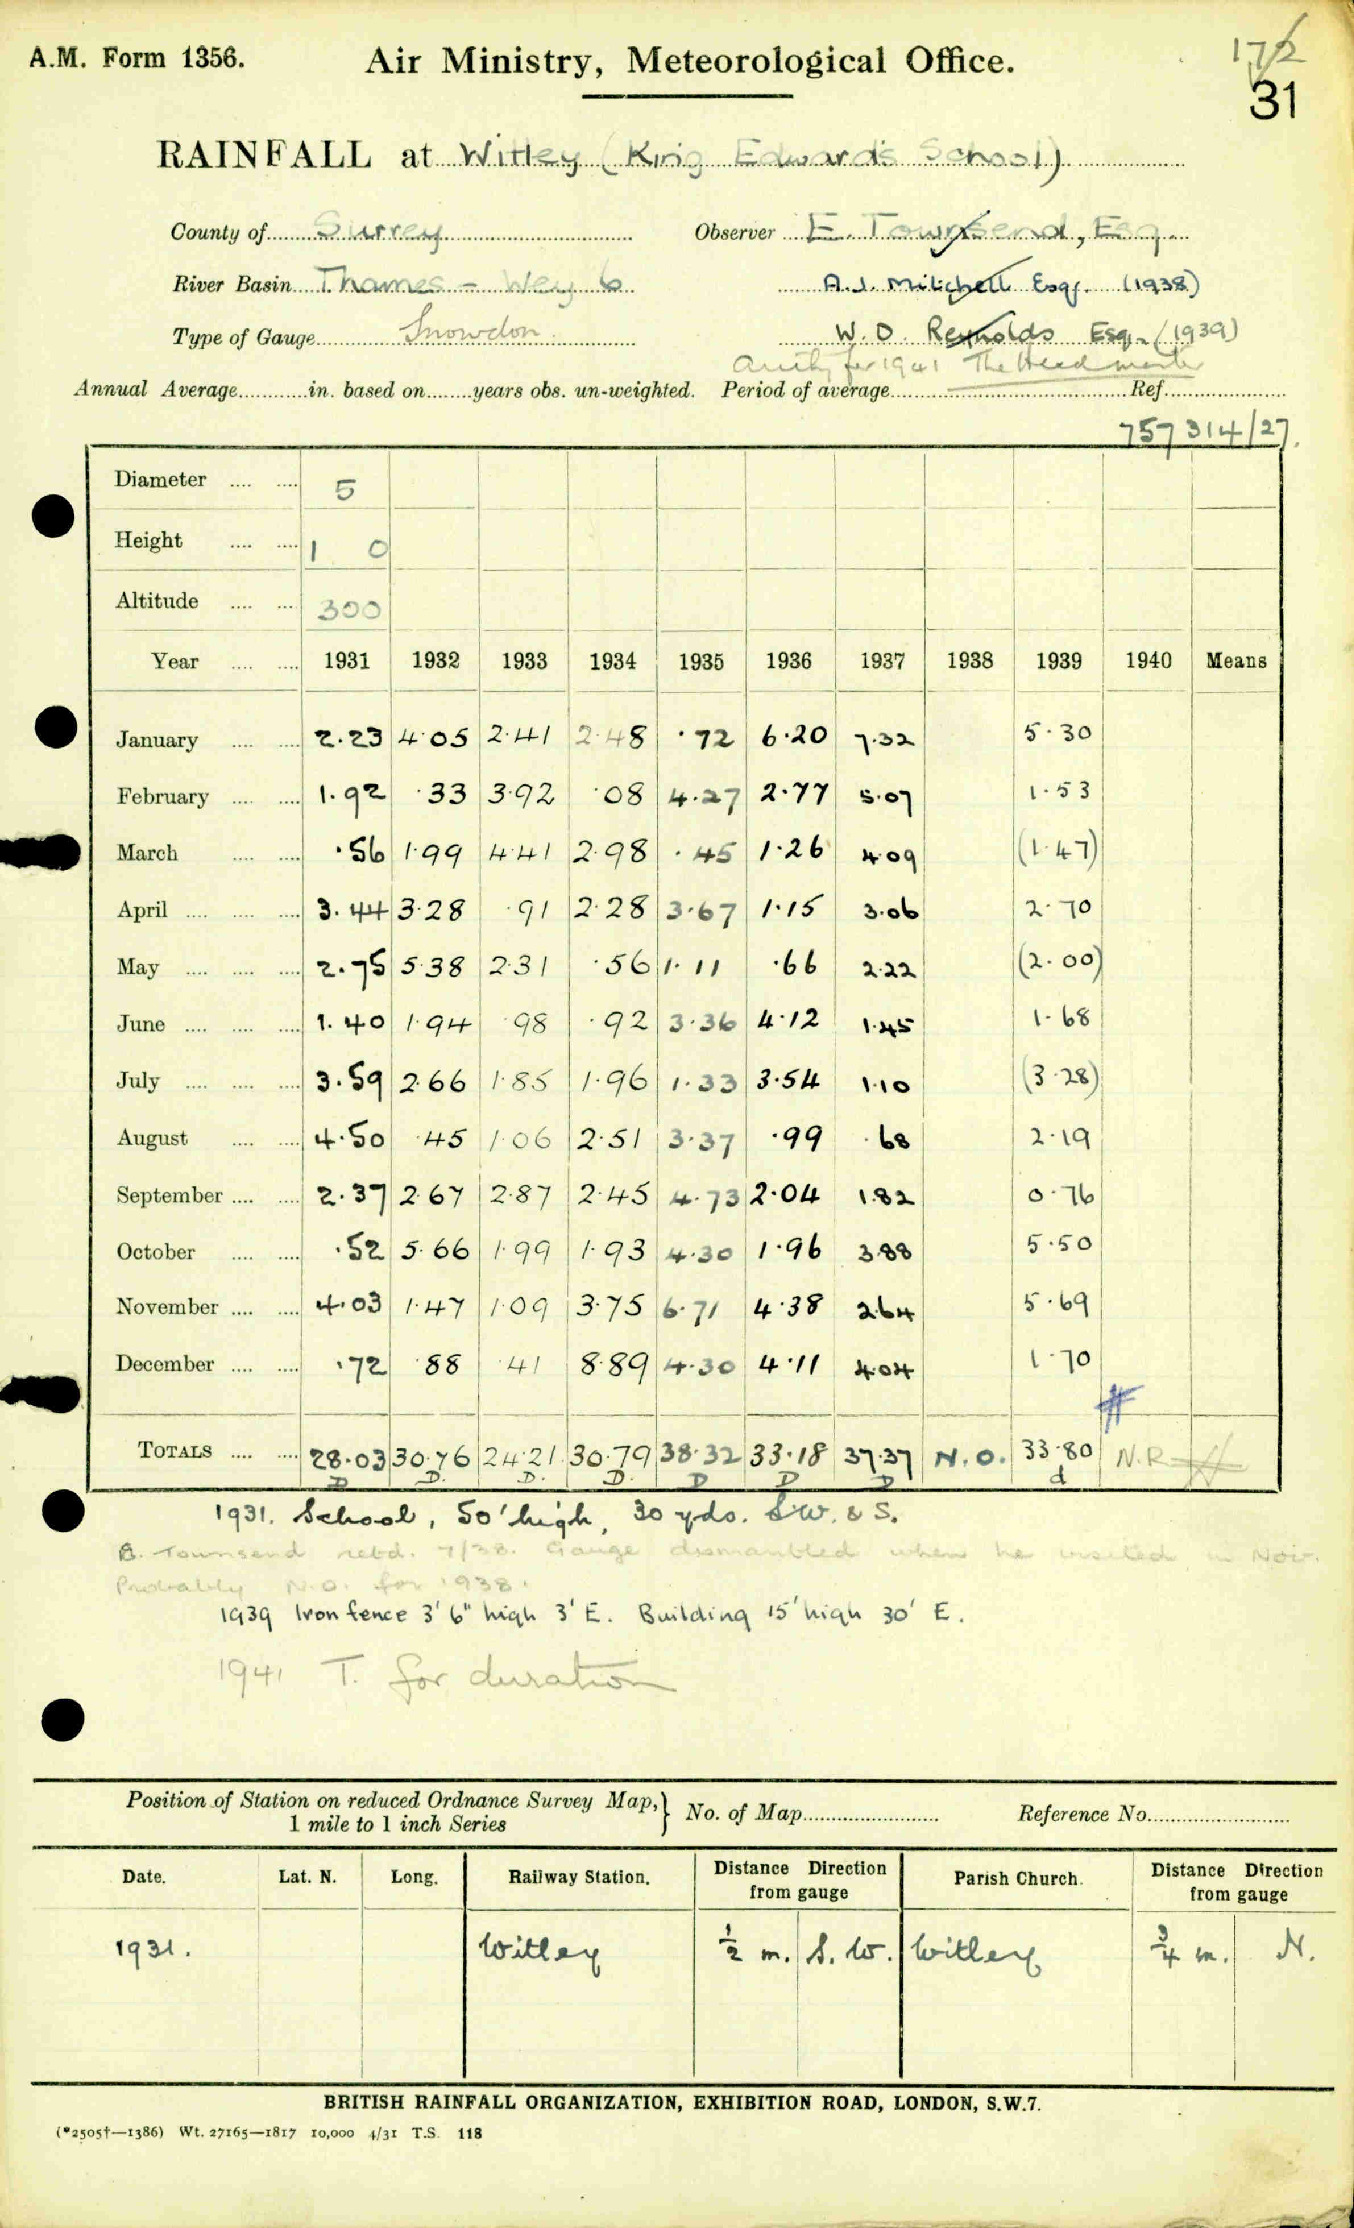 A.M. Form 1356.
Air Ministry, Meteorological Office.
172
31
RAINFALL at Witley (King Edward's School)
County of Surrey
Observer E. Townsend, Esq.
River Basin Thames - Wey 6
A.J. Mitchell Esq. (1938)
Type of Gauge Snowdon
W. O. Reynolds Esq. (1939)
for 1941 The Headmaster
Annual Average in. based on years obs. un-weighted. Period of average Ref.
757 314/27.
Diameter 5
Height 1 0
Altitude 300
Year 1931 1932 1933 1934 1935 1936 1937 1938 1939 1940 Means
January 2.23 4.05 2.41 2.48 .72 6.20 7.32 5.30
February 1.92 .33 3.92 .08 4.27 2.77 5.07 1.53
March .56 1.99 4.41 2.98 .45 1.26 4.09 (1.47)
April 3.44 3.28 .91 2.28 3.67 1.15 3.06 2.70
May 2.75 5.38 2.31 .56 1.11 .66 2.22 (2.00)
June 1.40 1.94 .98 .92 3.36 4.12 1.45 1.68
July 3.59 2.66 1.85 1.96 1.33 3.54 1.10 (3.28)
August 4.50 .45 1.06 2.51 3.37 .99 .68 2.19
September 2.37 2.67 2.87 2.45 4.73 2.04 1.82 0.76
October .52 5.66 1.99 1.93 4.30 1.96 3.88 5.50
November 4.03 1.47 1.09 3.75 6.71 4.38 2.64 5.69
December .72 .88 .41 8.89 4.30 4.11 4.04 1.70
TOTALS 28.03 30.76 24.21 30.79 38.32 33.18 37.37 N.O. 33.80 N.R.
D D. D. D. D D D d
1931. School, 50' high, 30 yds. S.W. & S.
Townsend retd. 7/38. Gauge dismantled when he visited in Nov.
Probably N.O. for 1938.
1939 Iron fence 3' 6" high 3' E. Building 15' high 30' E.
1941 T. for duration
Position of Station on reduced Ordnance Survey Map,
1 mile to 1 inch Series
No. of Map Reference No.
Date. Lat. N. Long. Railway Station. Distance Direction from gauge Parish Church. Distance Direction from gauge
1931. Witley ½ m. S.W. Witley ¾ m. N.
BRITISH RAINFALL ORGANIZATION, EXHIBITION ROAD, LONDON, S.W.7.
(*2505†—1386) Wt. 27165—1817 10,000 4/31 T.S. 118